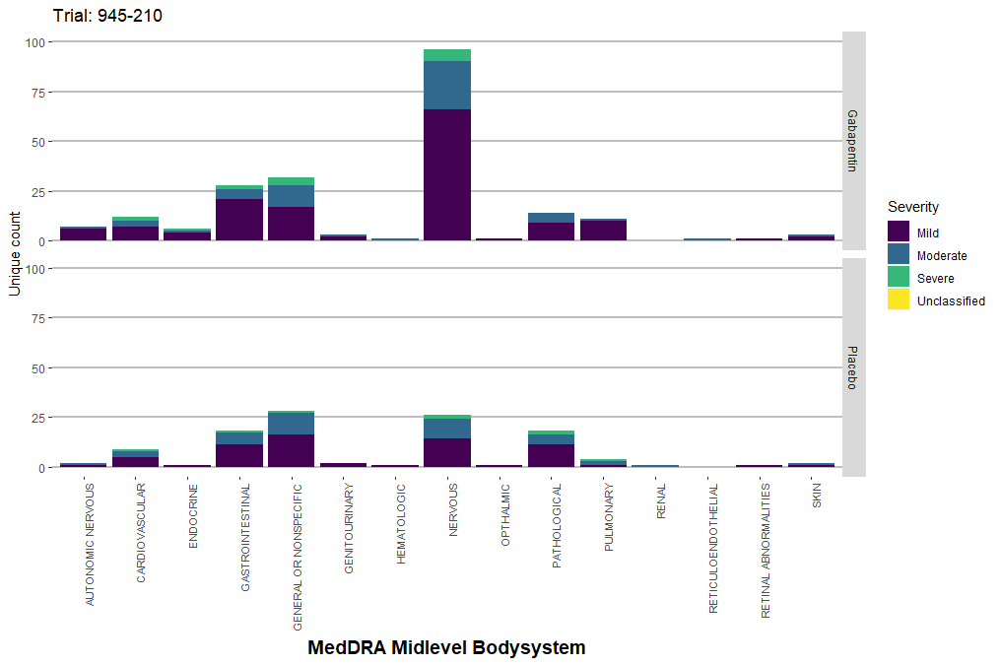 Trial: 945-210
Unique count
100
75
50
25
0
Gabapentin
100
75
50
25
0
Placebo
AUTONOMIC NERVOUS
CARDIOVASCULAR
ENDOCRINE
GASTROINTESTINAL
GENERAL OR NONSPECIFIC
GENITOURINARY
HEMATOLOGIC
NERVOUS
OPTHALMIC
PATHOLOGICAL
PULMONARY
RENAL
RETICULOENDOTHELIAL
RETINAL ABNORMALITIES
SKIN
MedDRA Midlevel Bodysystem
Severity
Mild
Moderate
Severe
Unclassified